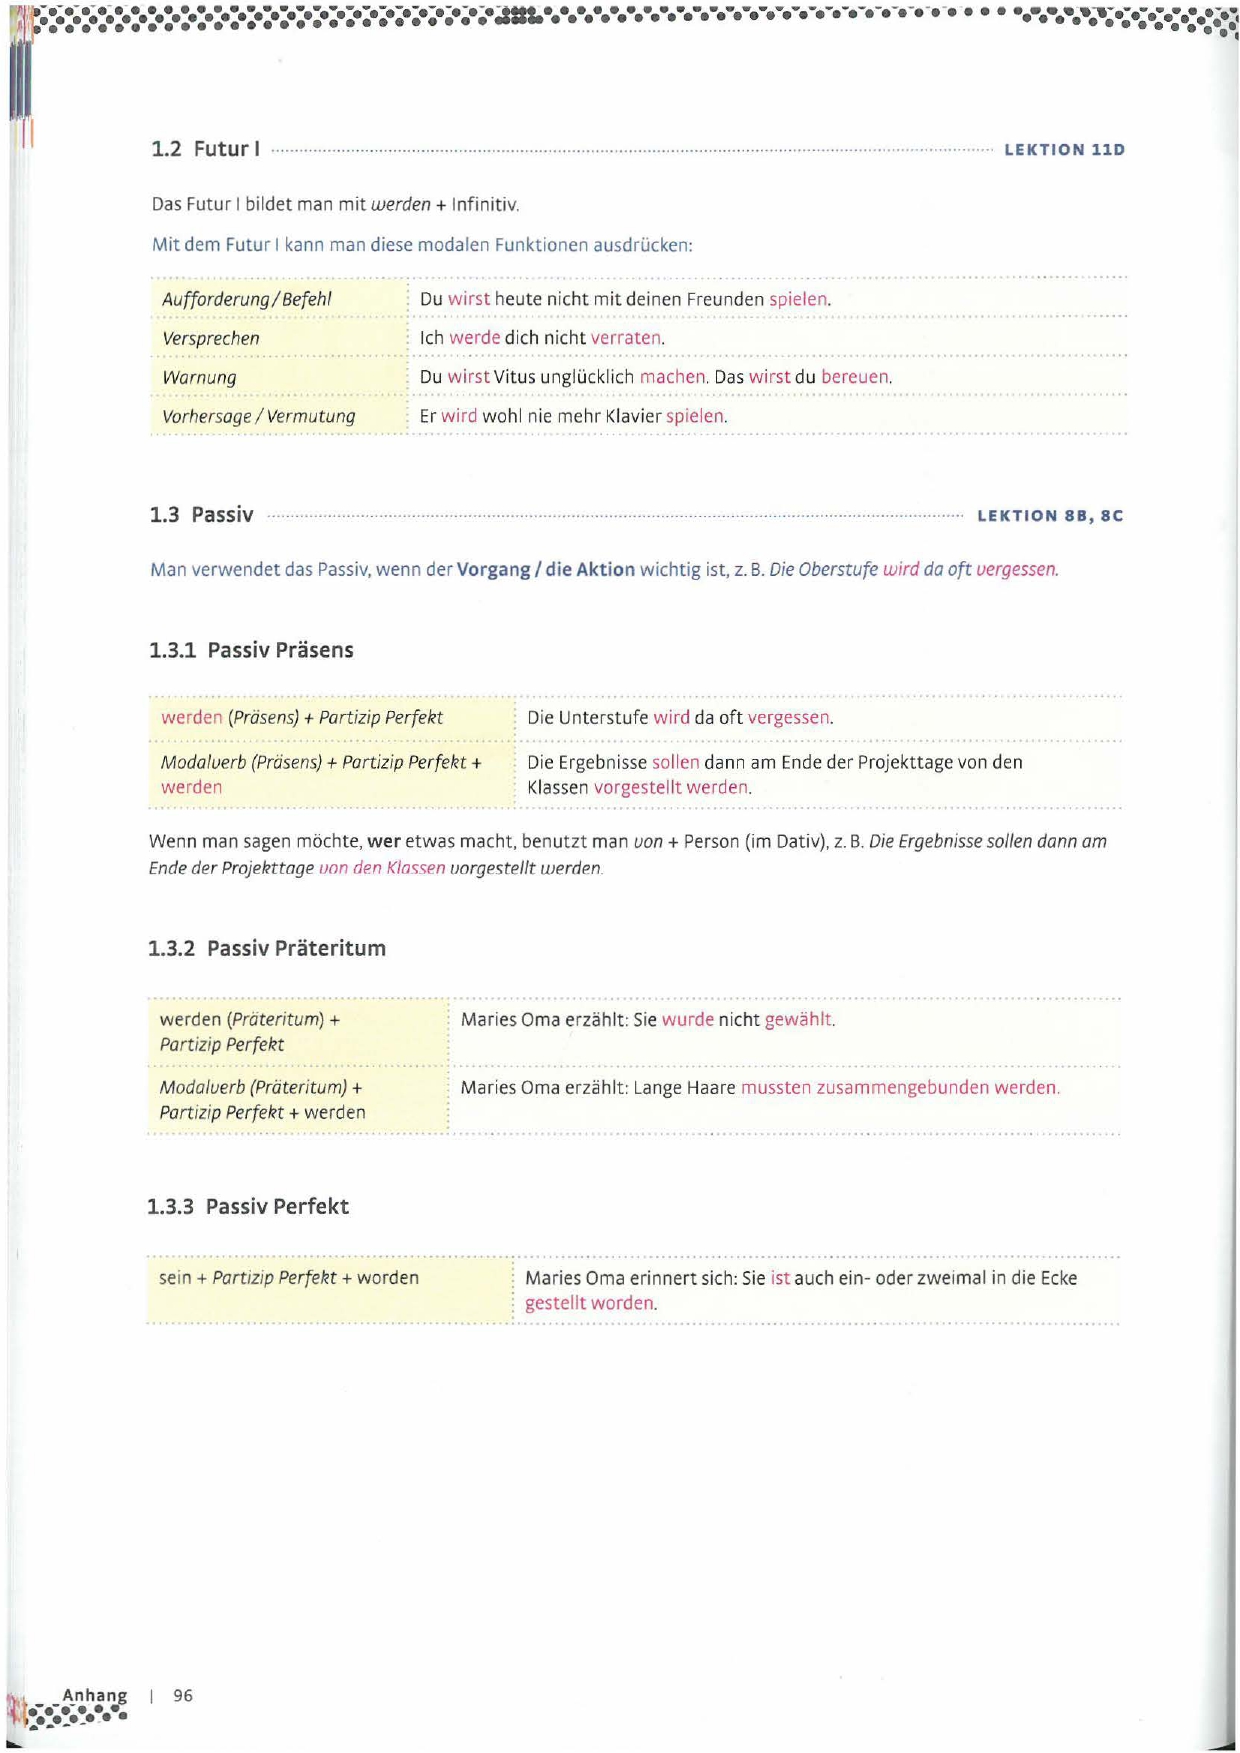 1.2 Futur I LEKTION 11D
Das Futur I bildet man mit werden + Infinitiv.
Mit dem Futur I kann man diese modalen Funktionen ausdrücken:
Aufforderung / Befehl Du wirst heute nicht mit deinen Freunden spielen.
Versprechen Ich werde dich nicht verraten.
Warnung Du wirst Vitus unglücklich machen. Das wirst du bereuen.
Vorhersage / Vermutung Er wird wohl nie mehr Klavier spielen.
1.3 Passiv LEKTION 8B, 8C
Man verwendet das Passiv, wenn der Vorgang / die Aktion wichtig ist, z. B. Die Oberstufe wird da oft vergessen.
1.3.1 Passiv Präsens
werden (Präsens) + Partizip Perfekt Die Unterstufe wird da oft vergessen.
Modalverb (Präsens) + Partizip Perfekt + Die Ergebnisse sollen dann am Ende der Projekttage von den
werden Klassen vorgestellt werden.
Wenn man sagen möchte, wer etwas macht, benutzt man von + Person (im Dativ), z. B. Die Ergebnisse sollen dann am
Ende der Projekttage von den Klassen vorgestellt werden.
1.3.2 Passiv Präteritum
werden (Präteritum) + Maries Oma erzählt: Sie wurde nicht gewählt.
Partizip Perfekt
Modalverb (Präteritum) + Maries Oma erzählt: Lange Haare mussten zusammengebunden werden.
Partizip Perfekt + werden
1.3.3 Passiv Perfekt
sein + Partizip Perfekt + worden Maries Oma erinnert sich: Sie ist auch ein- oder zweimal in die Ecke
gestellt worden.
Anhang | 96